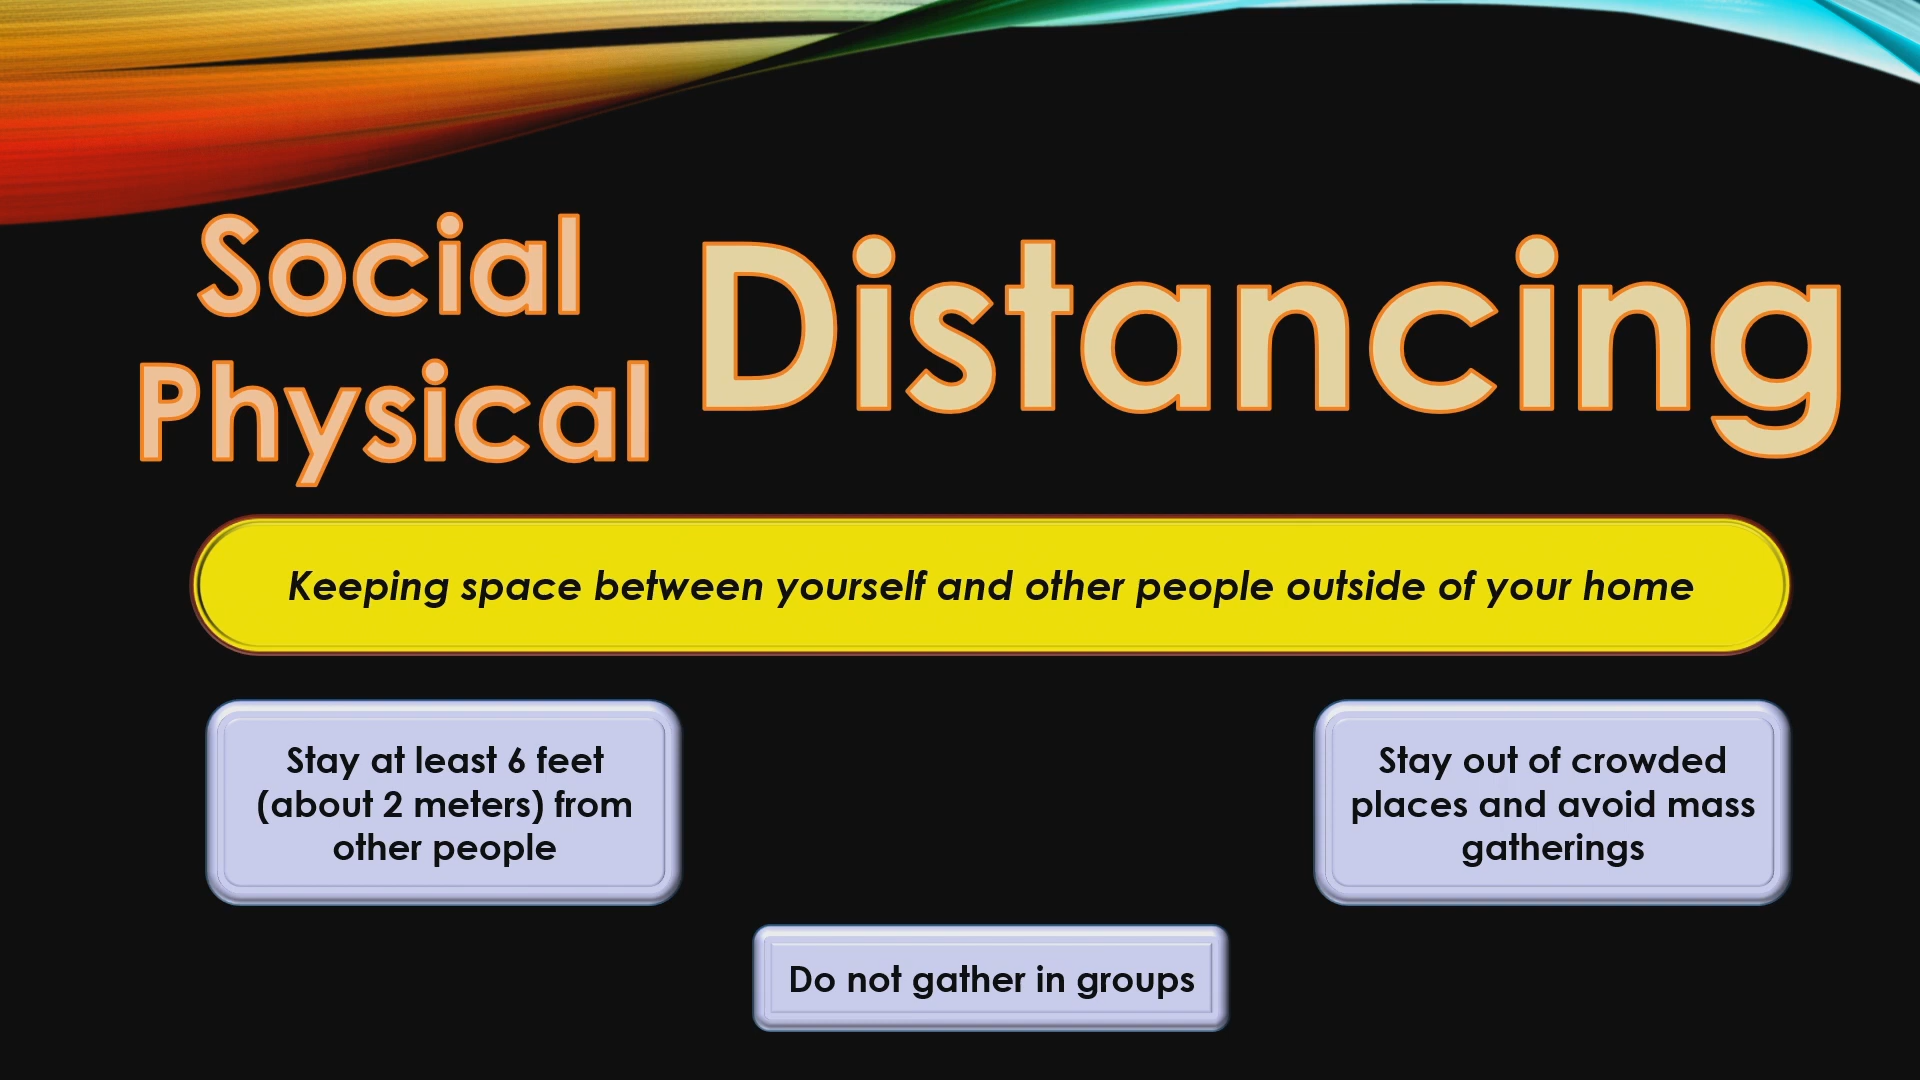 Social
Physical
Distancing
Keeping space between yourself and other people outside of your home
Stay at least 6 feet
(about 2 meters) from
other people
Stay out of crowded
places and avoid mass
gatherings
Do not gather in groups